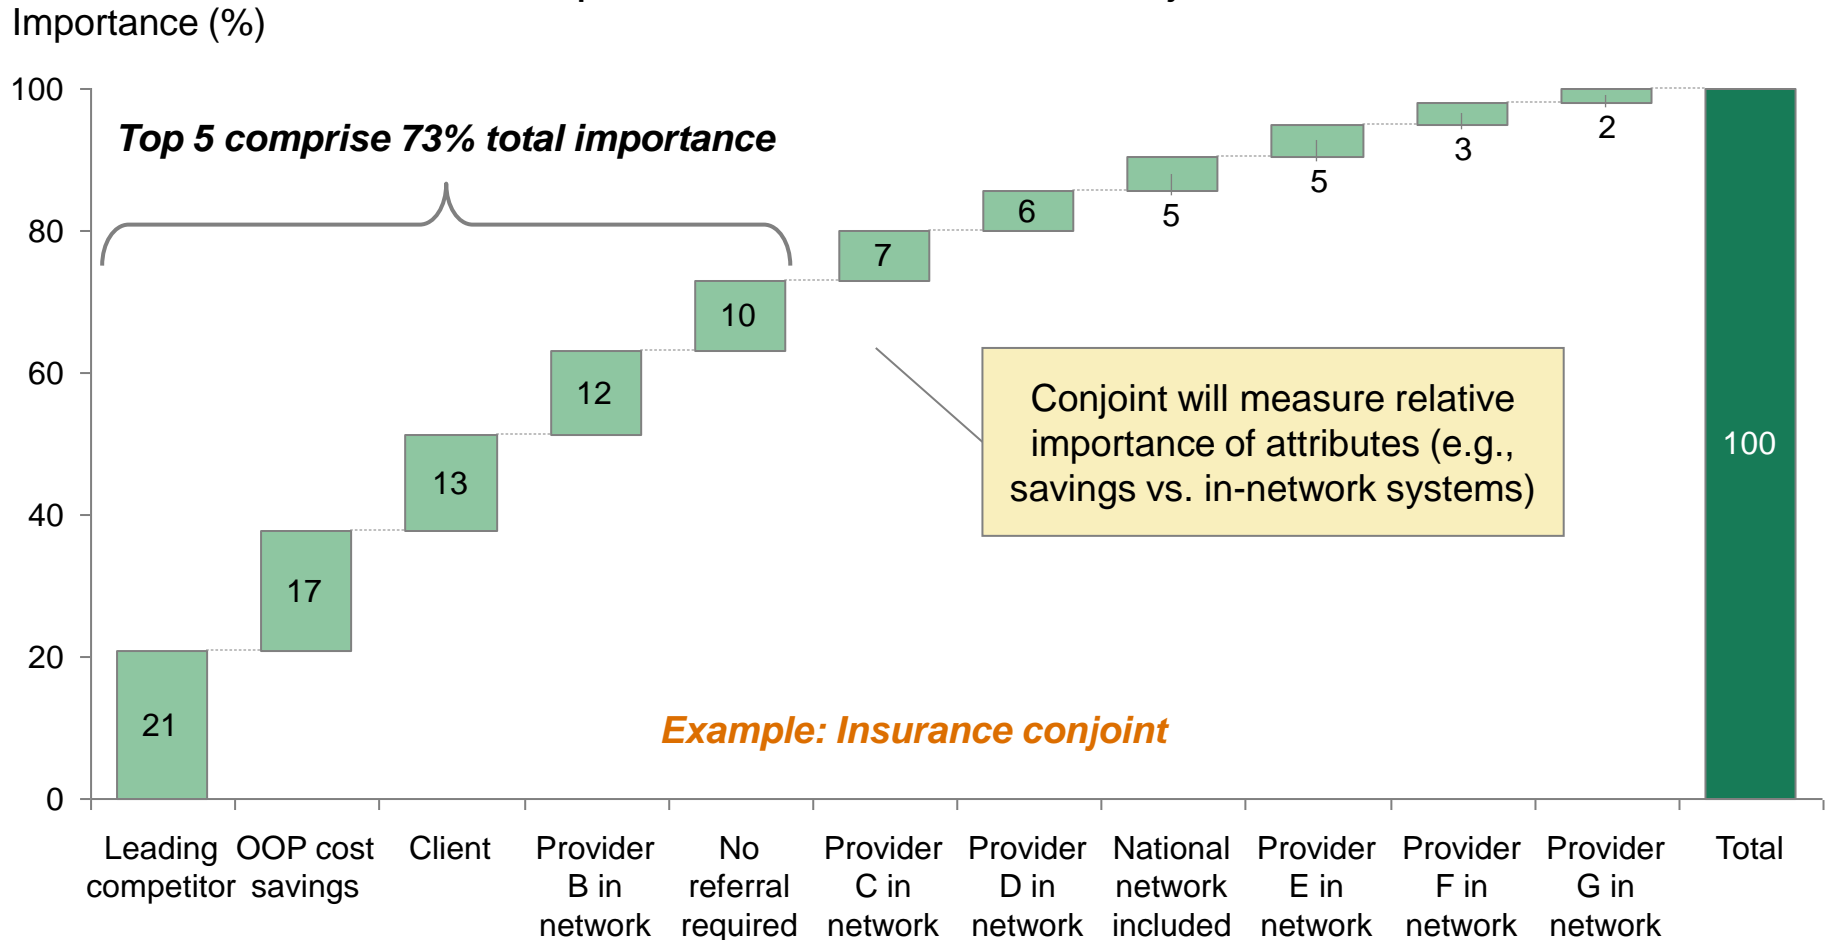 Importance (%)
100
80
60
40
20
0
Top 5 comprise 73% total importance
21
17
13
12
10
7
6
5
5
3
2
100
Conjoint will measure relative
importance of attributes (e.g.,
savings vs. in-network systems)
Example: Insurance conjoint
Leading
competitor
OOP cost
savings
Client
Provider
B in
network
No
referral
required
Provider
C in
network
Provider
D in
network
National
network
included
Provider
E in
network
Provider
F in
network
Provider
G in
network
Total